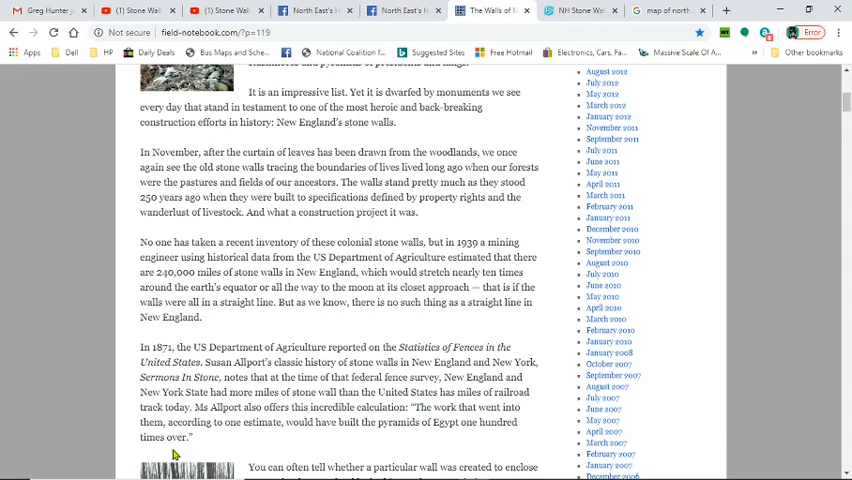 Greg Hunter j
(1) Stone Wall
(1) Stone Wall
North East's H
North East's H
The Walls of N
NH Stone Wal
map of north
Not secure | field-notebook.com/?p=119
Error
Apps
Dell
HP
Daily Deals
Bus Maps and Sche...
National Coalition...
Suggested Sites
Free Hotmail
Electronics, Cars, Fa...
Massive Scale Of A...
Other bookmarks
It is an impressive list. Yet it is dwarfed by monuments we see
every day that stand in testament to one of the most heroic and back-breaking
construction efforts in history: New England's stone walls.
In November, after the curtain of leaves has been drawn from the woodlands, we once
again see the old stone walls tracing the boundaries of lives lived long ago when our forests
were the pastures and fields of our ancestors. The walls stand pretty much as they stood
250 years ago when they were built to specifications defined by property rights and the
wanderlust of livestock. And what a construction project it was.
No one has taken a recent inventory of these colonial stone walls, but in 1939 a mining
engineer using historical data from the US Department of Agriculture estimated that there
are 240,000 miles of stone walls in New England, which would stretch nearly ten times
around the earth's equator or all the way to the moon at its closet approach — that is if the
walls were all in a straight line. But as we know, there is no such thing as a straight line in
New England.
In 1871, the US Department of Agriculture reported on the Statistics of Fences in the
United States. Susan Allport's classic history of stone walls in New England and New York,
Sermons In Stone, notes that at the time of that federal fence survey, New England and
New York State had more miles of stone wall than the United States has miles of railroad
track today. Ms Allport also offers this incredible calculation: "The work that went into
them, according to one estimate, would have built the pyramids of Egypt one hundred
times over."
You can often tell whether a particular wall was created to enclose
August 2012
July 2012
May 2012
March 2012
January 2012
November 2011
September 2011
July 2011
June 2011
May 2011
April 2011
March 2011
February 2011
January 2011
December 2010
November 2010
September 2010
August 2010
July 2010
June 2010
May 2010
April 2010
March 2010
February 2010
January 2010
January 2008
October 2007
September 2007
August 2007
July 2007
June 2007
May 2007
April 2007
March 2007
February 2007
January 2007
December 2006